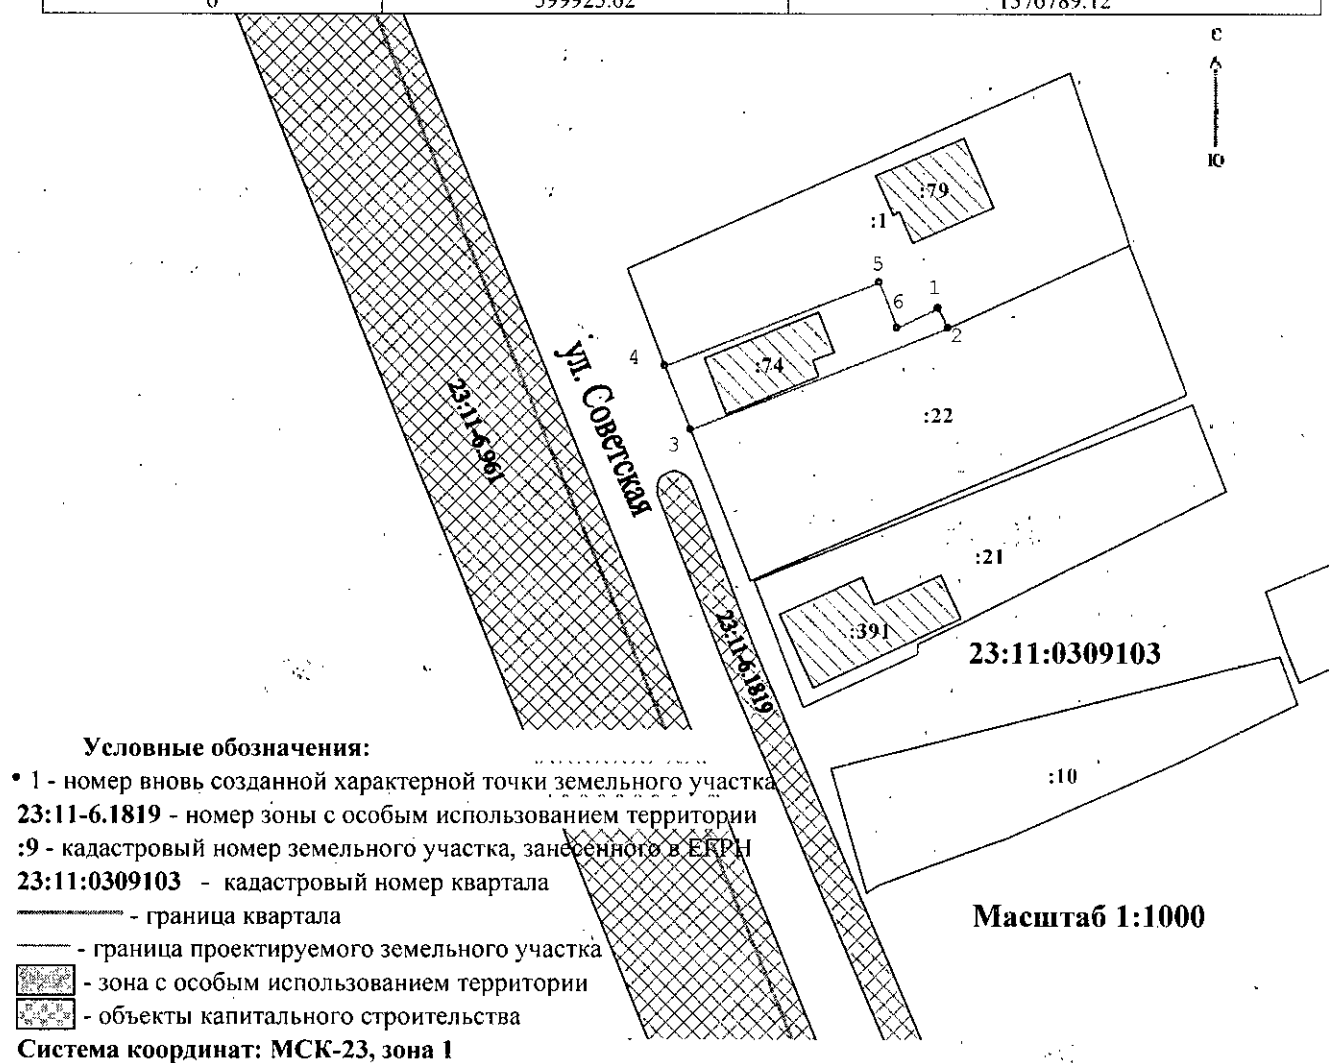 6 599925.62 1376789.12
с
ю
:79
:1
5
1
6
2
4
:74
3
ул. Советская
:22
23:11-6.961
:21
:391
23:11-6.1819
23:11:0309103
:10
Условные обозначения:
• 1 - номер вновь созданной характерной точки земельного участка
23:11-6.1819 - номер зоны с особым использованием территории
:9 - кадастровый номер земельного участка, занесенного в ЕГРН
23:11:0309103 - кадастровый номер квартала
- граница квартала
- граница проектируемого земельного участка
- зона с особым использованием территории
- объекты капитального строительства
Система координат: МСК-23, зона 1
Масштаб 1:1000